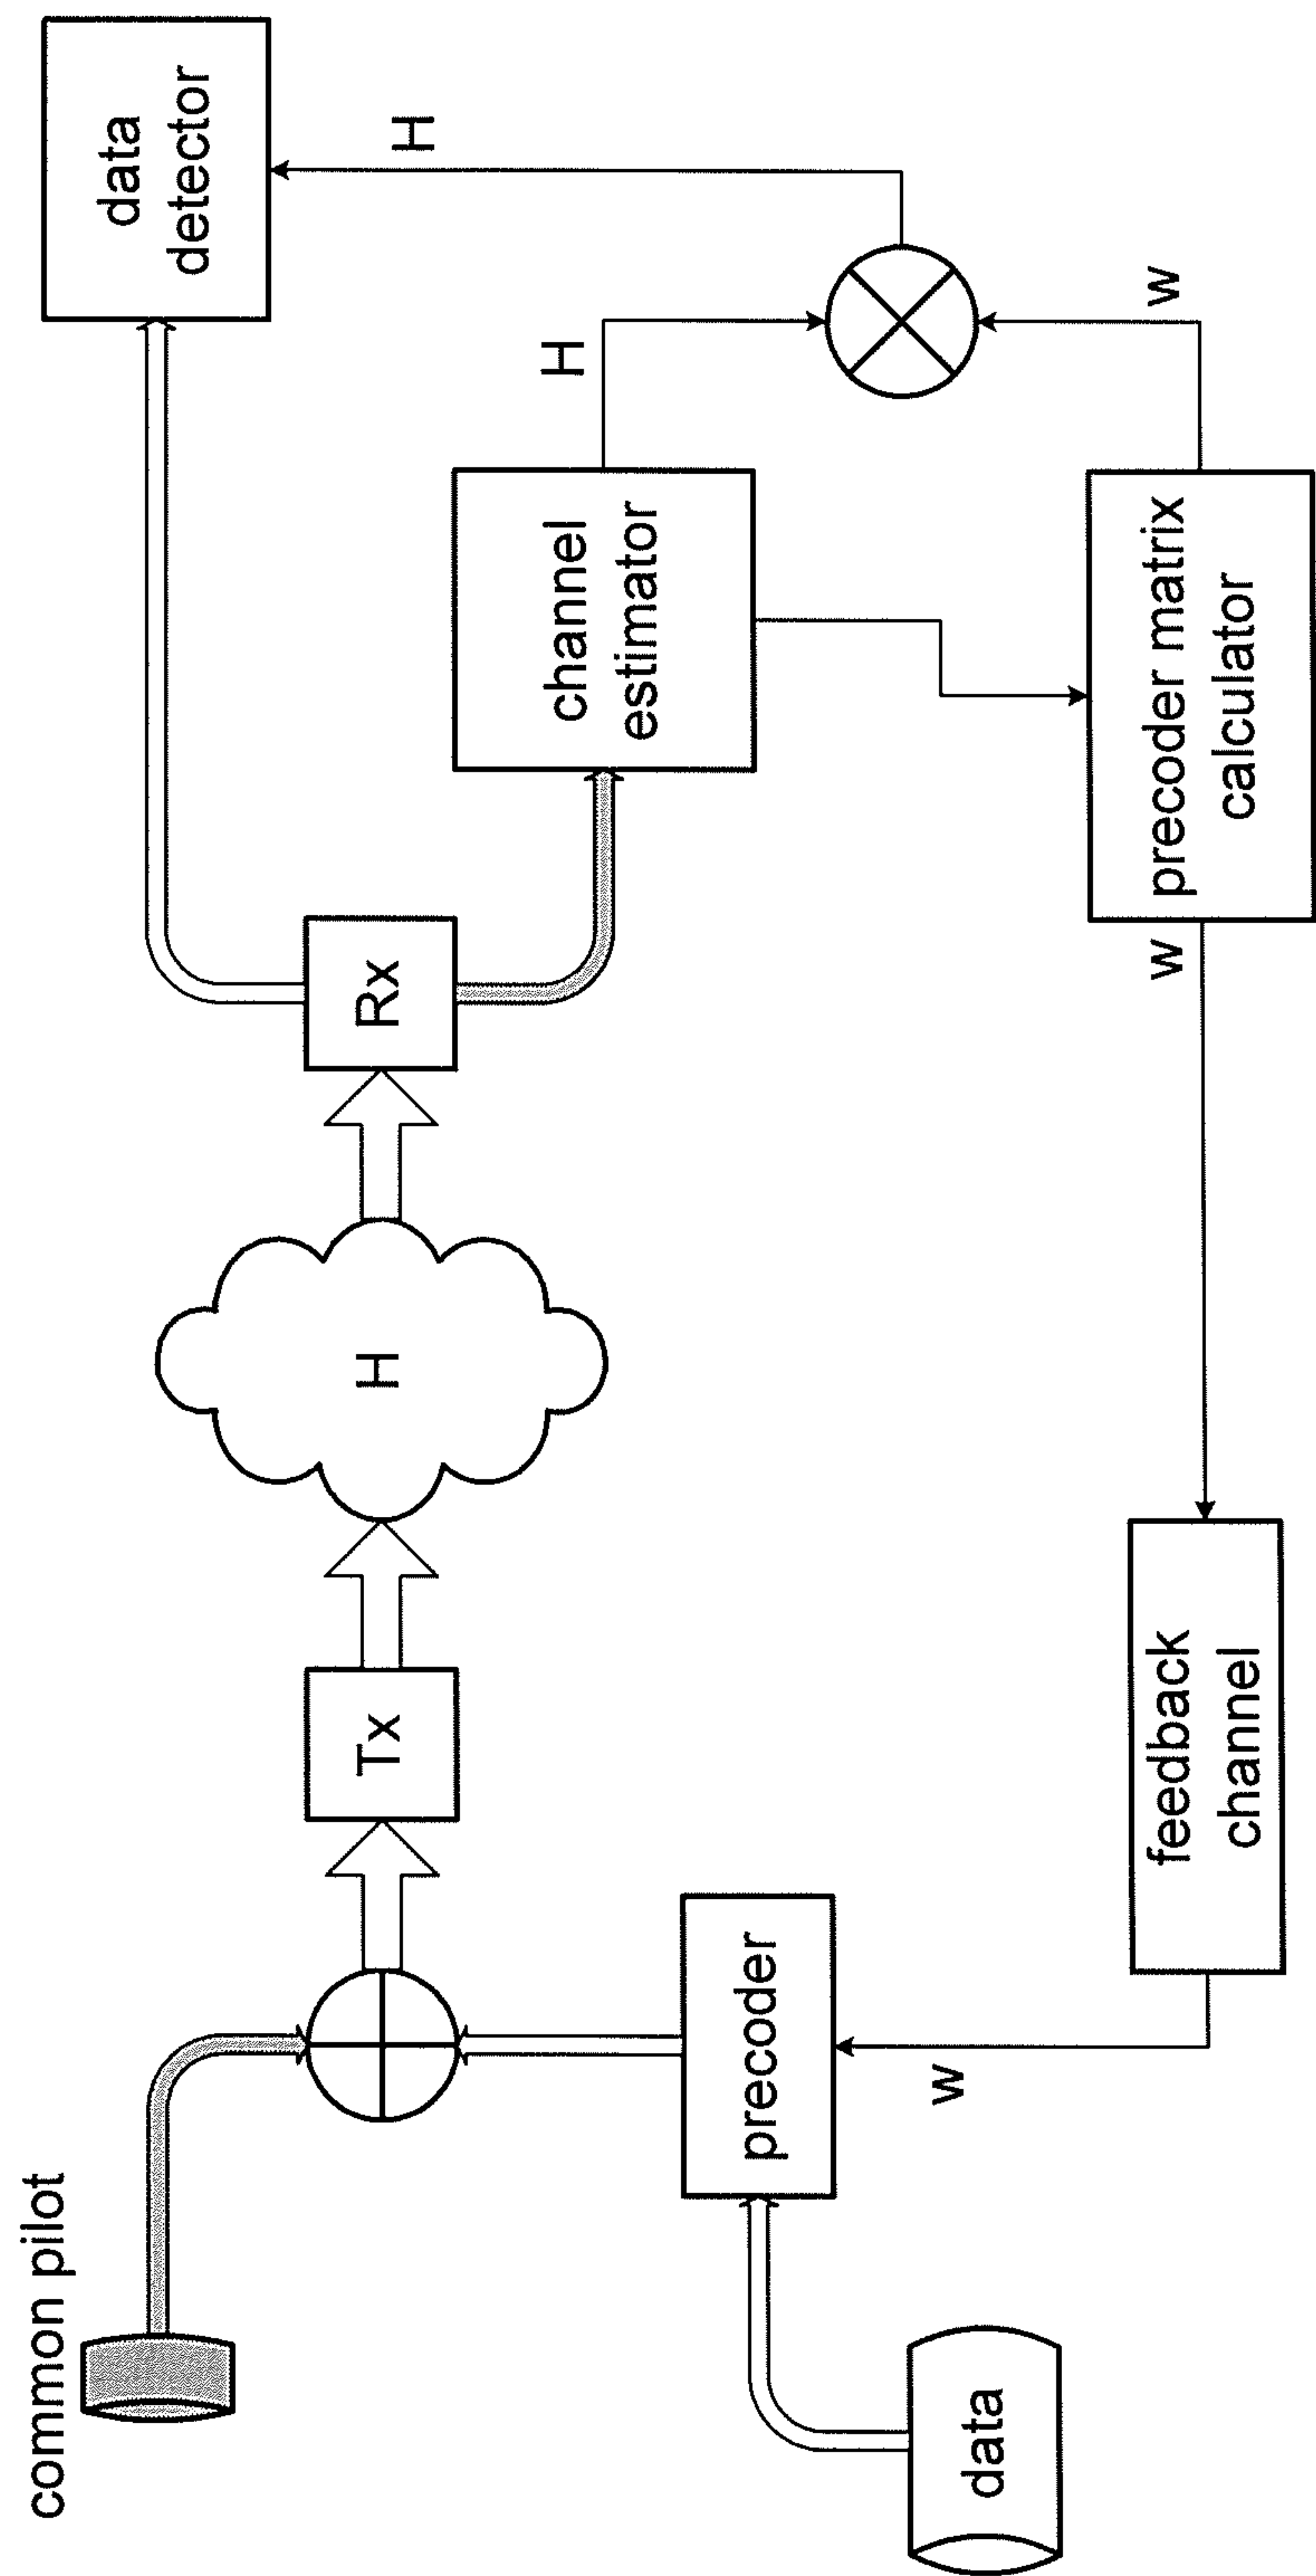 common pilot
data
precoder
w
feedback
channel
Tx
H
Rx
w
channel
estimator
precoder matrix
calculator
H
w
H
data
detector